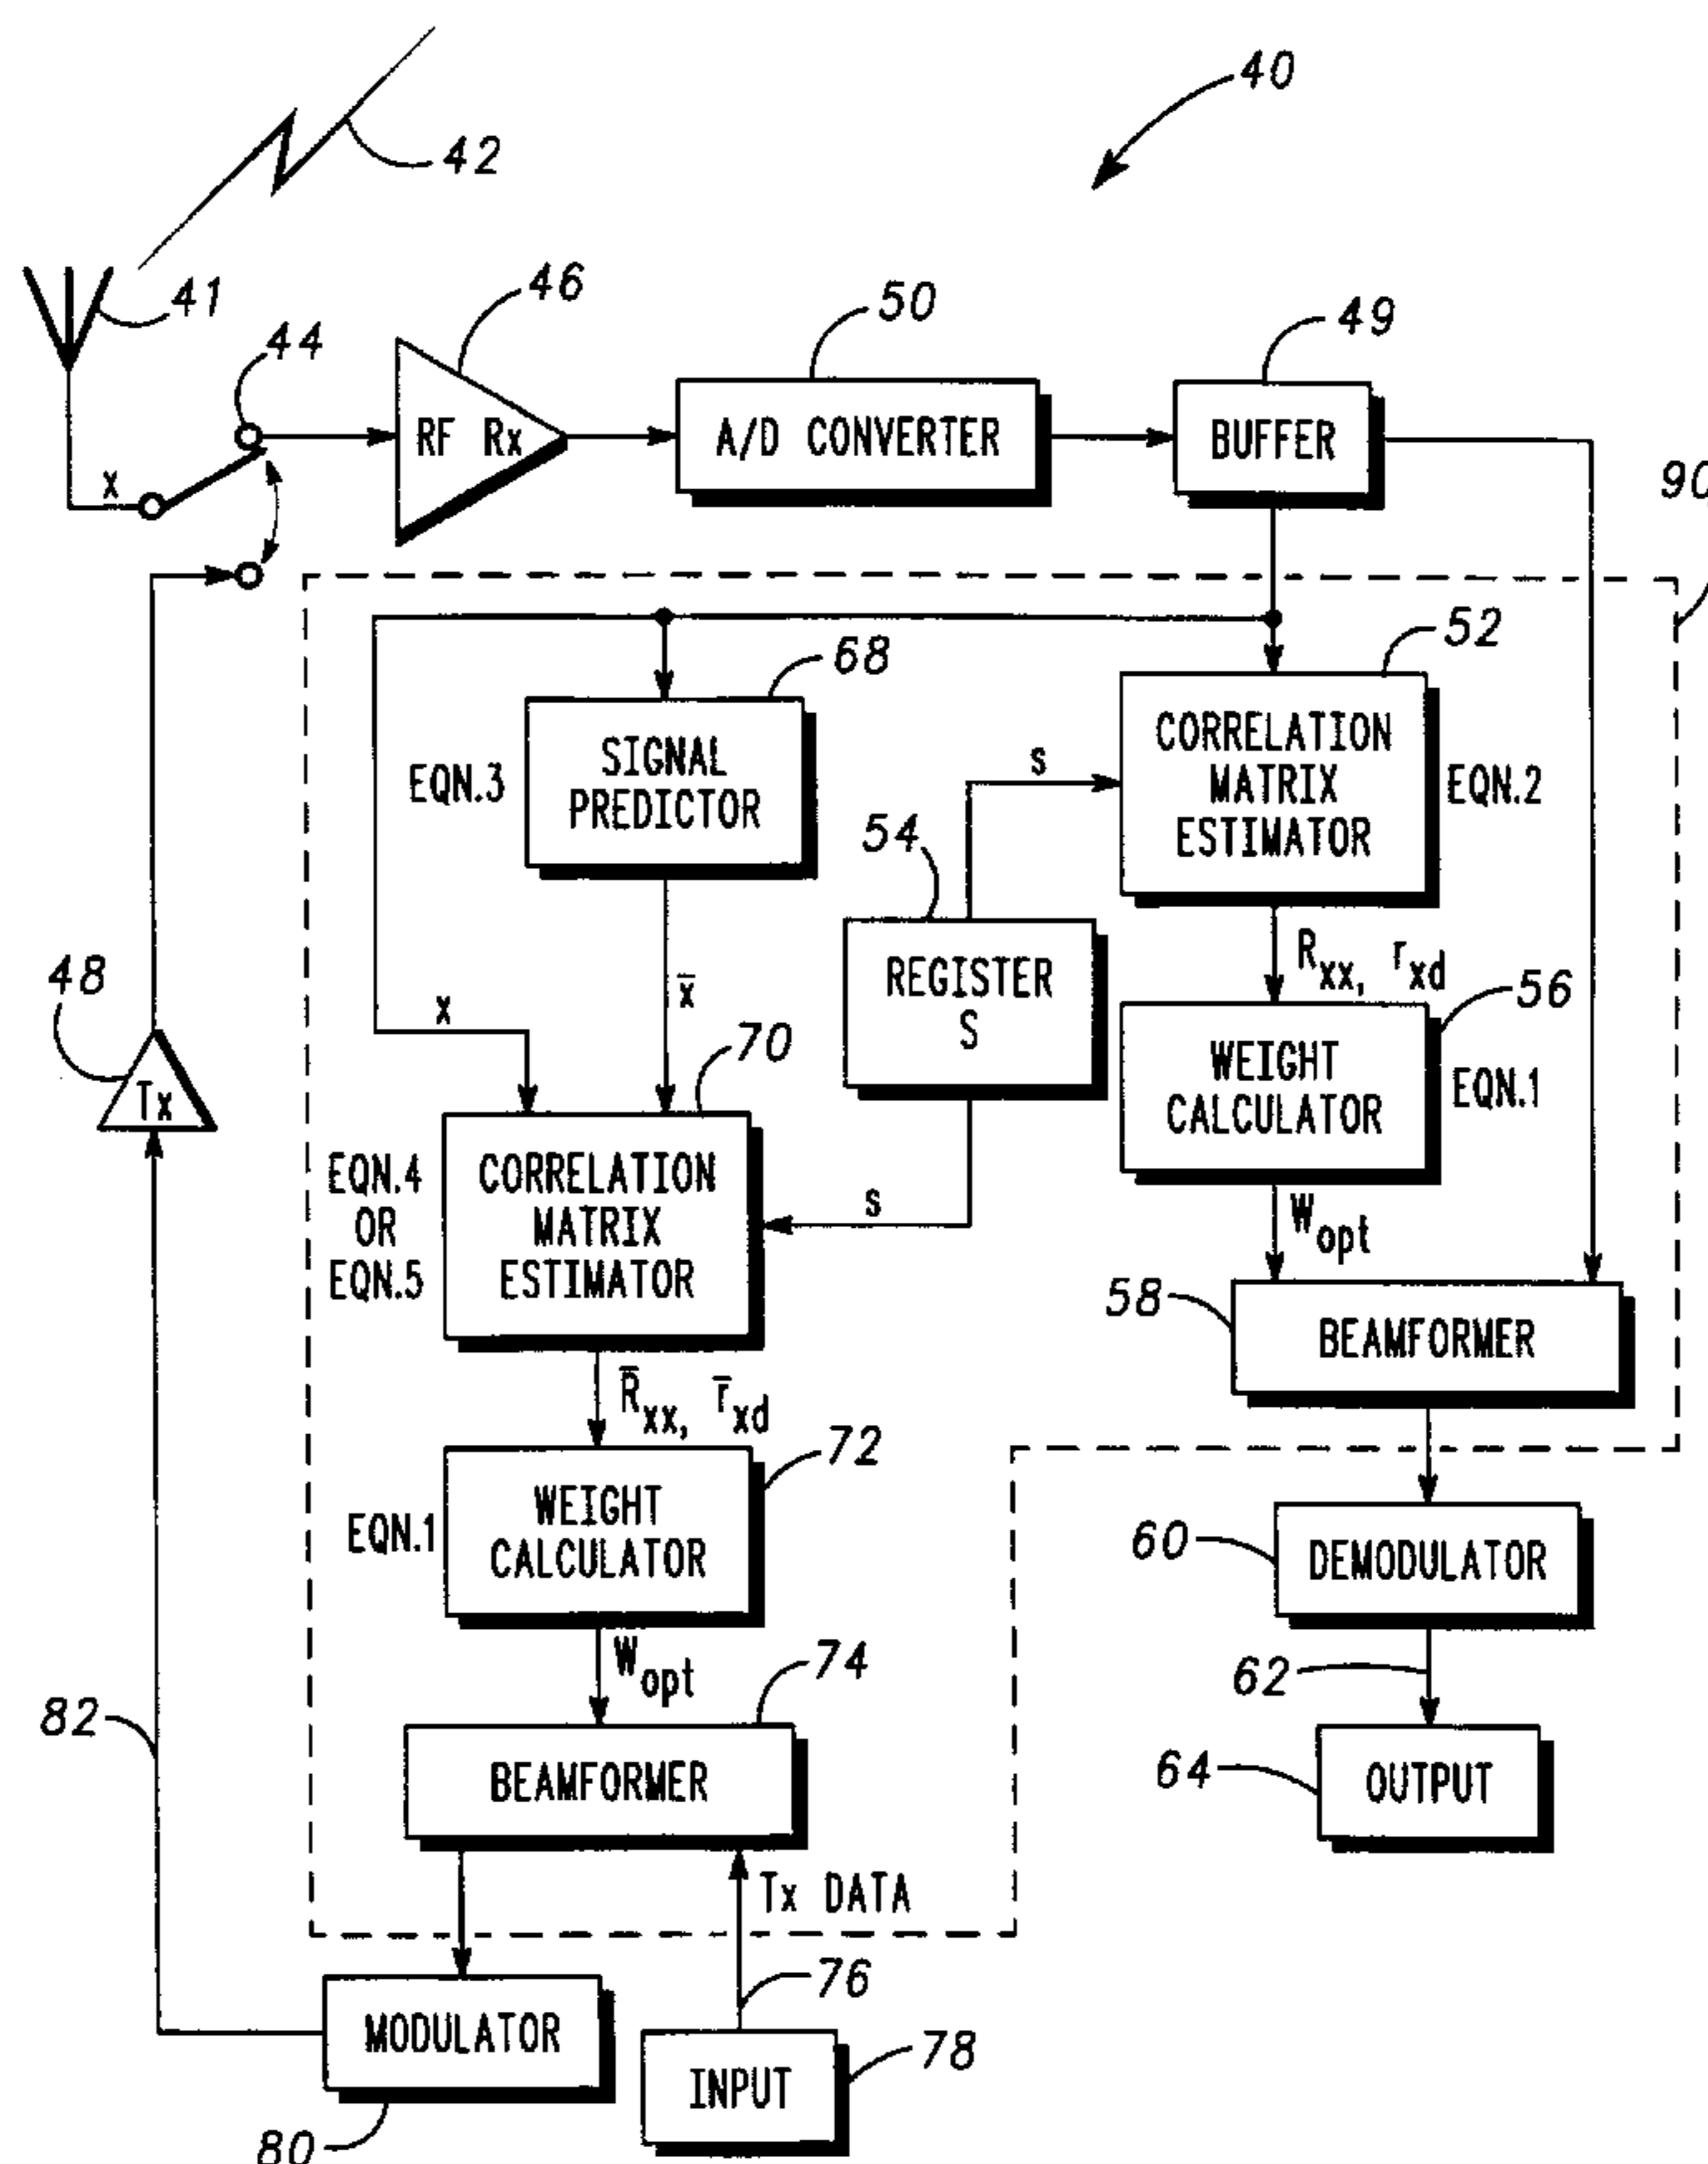 40
42
41
46
50
49
44
RF Rx
A/D CONVERTER
BUFFER
x
90
52
68
CORRELATION
MATRIX
ESTIMATOR
EQN.2
SIGNAL
PREDICTOR
EQN.3
s
54
REGISTER
S
R̄xx, r̄xd
Rxx, rxd
56
48
x
x̄
70
WEIGHT
CALCULATOR
EQN.1
Tx
EQN.4
OR
EQN.5
CORRELATION
MATRIX
ESTIMATOR
s
Wopt
58
BEAMFORMER
72
EQN.1
WEIGHT
CALCULATOR
60
DEMODULATOR
Wopt
74
62
82
BEAMFORMER
64
OUTPUT
Tx DATA
76
MODULATOR
INPUT
78
80